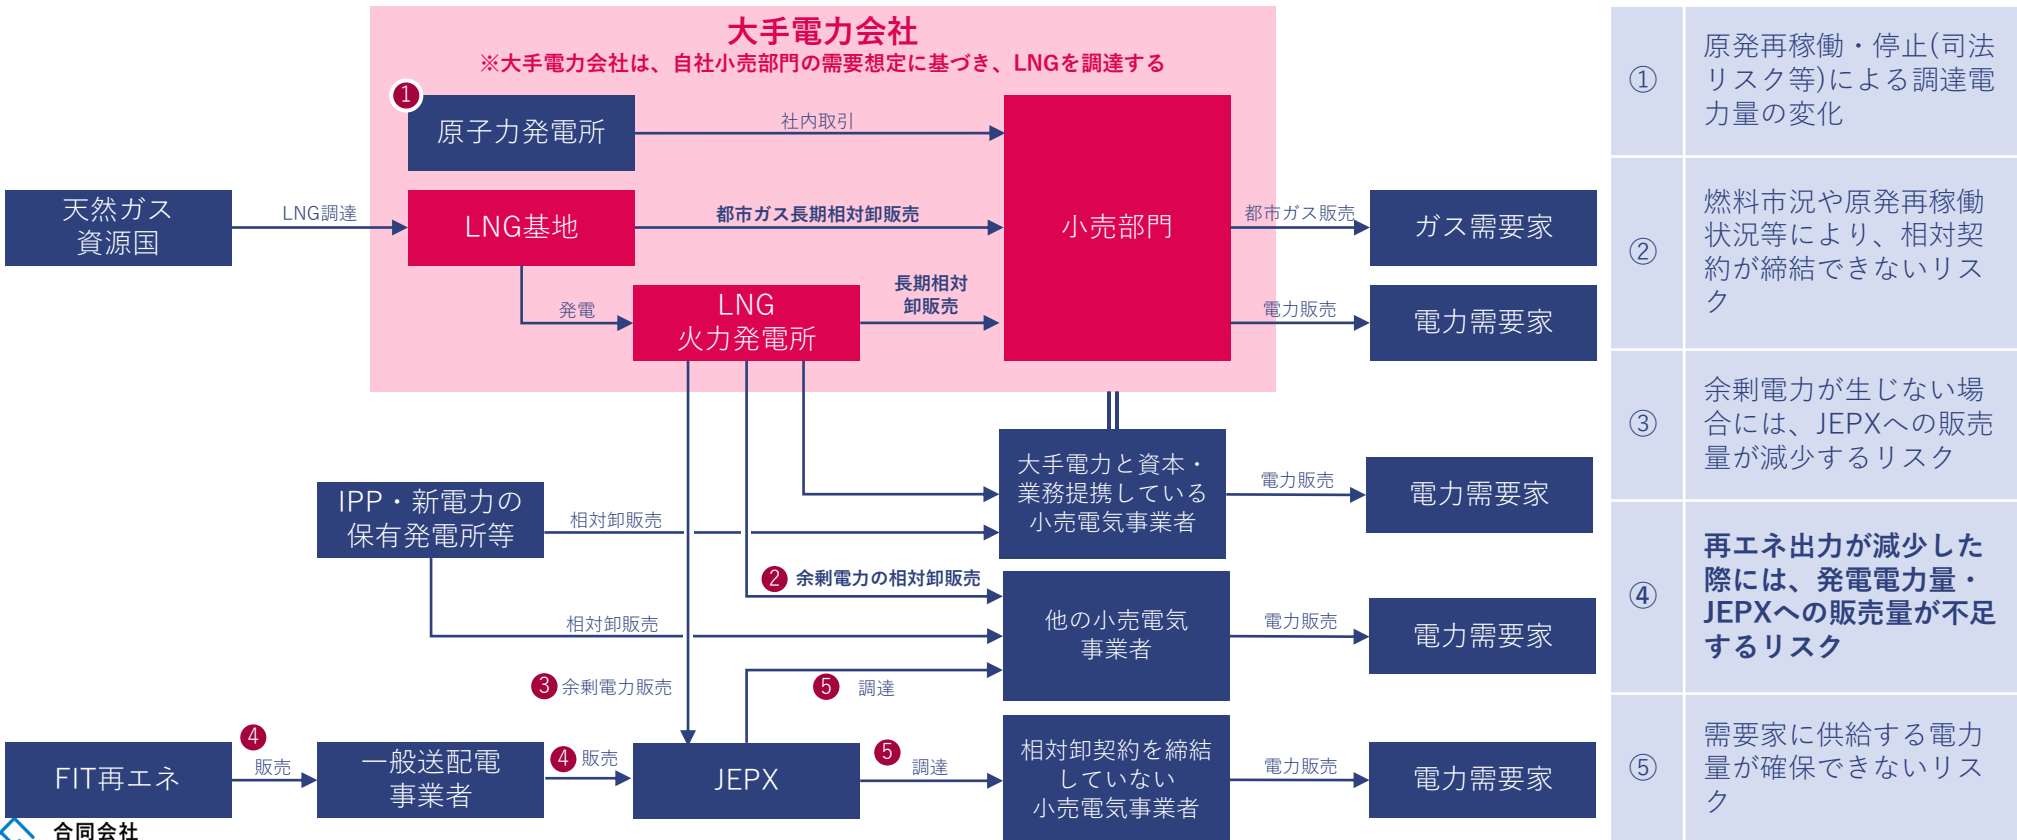 大手電力会社
※大手電力会社は、自社小売部門の需要想定に基づき、LNGを調達する
1
原子力発電所
社内取引
天然ガス
資源国
LNG調達
LNG基地
都市ガス長期相対卸販売
小売部門
都市ガス販売
ガス需要家
発電
LNG
火力発電所
長期相対
卸販売
電力販売
電力需要家
大手電力と資本・
業務提携している
小売電気事業者
電力販売
電力需要家
IPP・新電力の
保有発電所等
相対卸販売
2 余剰電力の相対卸販売
相対卸販売
他の小売電気
事業者
電力販売
電力需要家
3 余剰電力販売
5 調達
FIT再エネ
4
販売
一般送配電
事業者
4 販売
JEPX
5
調達
相対卸契約を締結
していない
小売電気事業者
電力販売
電力需要家
合同会社
①
原発再稼働・停止(司法
リスク等)による調達電
力量の変化
②
燃料市況や原発再稼働
状況等により、相対契
約が締結できないリス
ク
③
余剰電力が生じない場
合には、JEPXへの販売
量が減少するリスク
④
再エネ出力が減少した
際には、発電電力量・
JEPXへの販売量が不足
するリスク
⑤
需要家に供給する電力
量が確保できないリス
ク